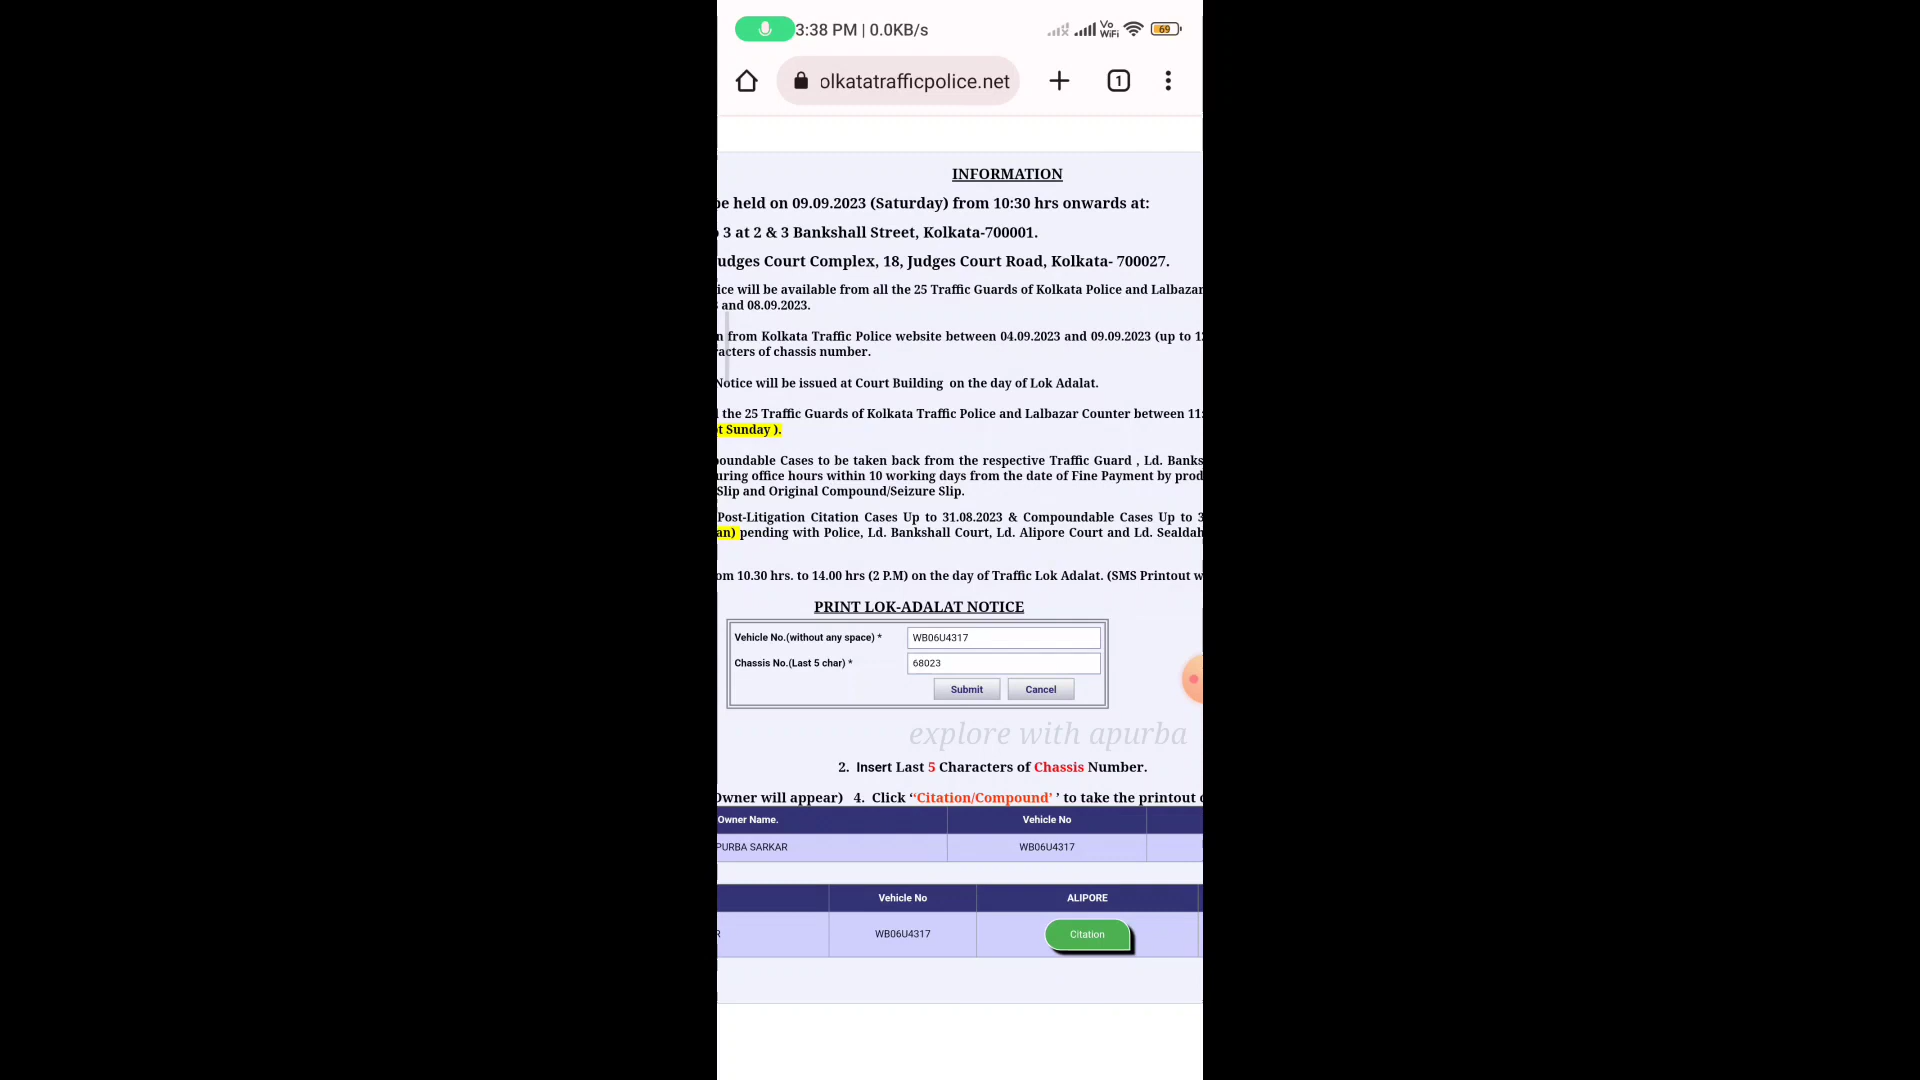 3:38 PM | 0.0KB/s
Vo WiFi
69
olkatatrafficpolice.net
1
INFORMATION
be held on 09.09.2023 (Saturday) from 10:30 hrs onwards at:
3 at 2 & 3 Bankshall Street, Kolkata-700001.
udges Court Complex, 18, Judges Court Road, Kolkata- 700027.
ice will be available from all the 25 Traffic Guards of Kolkata Police and Lalbazar
and 08.09.2023.
n from Kolkata Traffic Police website between 04.09.2023 and 09.09.2023 (up to 12
racters of chassis number.
Notice will be issued at Court Building on the day of Lok Adalat.
the 25 Traffic Guards of Kolkata Traffic Police and Lalbazar Counter between 11:
t Sunday ).
poundable Cases to be taken back from the respective Traffic Guard , Ld. Banks
uring office hours within 10 working days from the date of Fine Payment by prod
Slip and Original Compound/Seizure Slip.
Post-Litigation Citation Cases Up to 31.08.2023 & Compoundable Cases Up to 3
an) pending with Police, Ld. Bankshall Court, Ld. Alipore Court and Ld. Sealdah
om 10.30 hrs. to 14.00 hrs (2 P.M) on the day of Traffic Lok Adalat. (SMS Printout w
PRINT LOK-ADALAT NOTICE
Vehicle No.(without any space) * WB06U4317
Chassis No.(Last 5 char) * 68023
Submit Cancel
explore with apurba
2. Insert Last 5 Characters of Chassis Number.
Owner will appear) 4. Click ‘‘Citation/Compound’ ’ to take the printout o
Owner Name. Vehicle No
PURBA SARKAR WB06U4317
Vehicle No ALIPORE
R WB06U4317 Citation